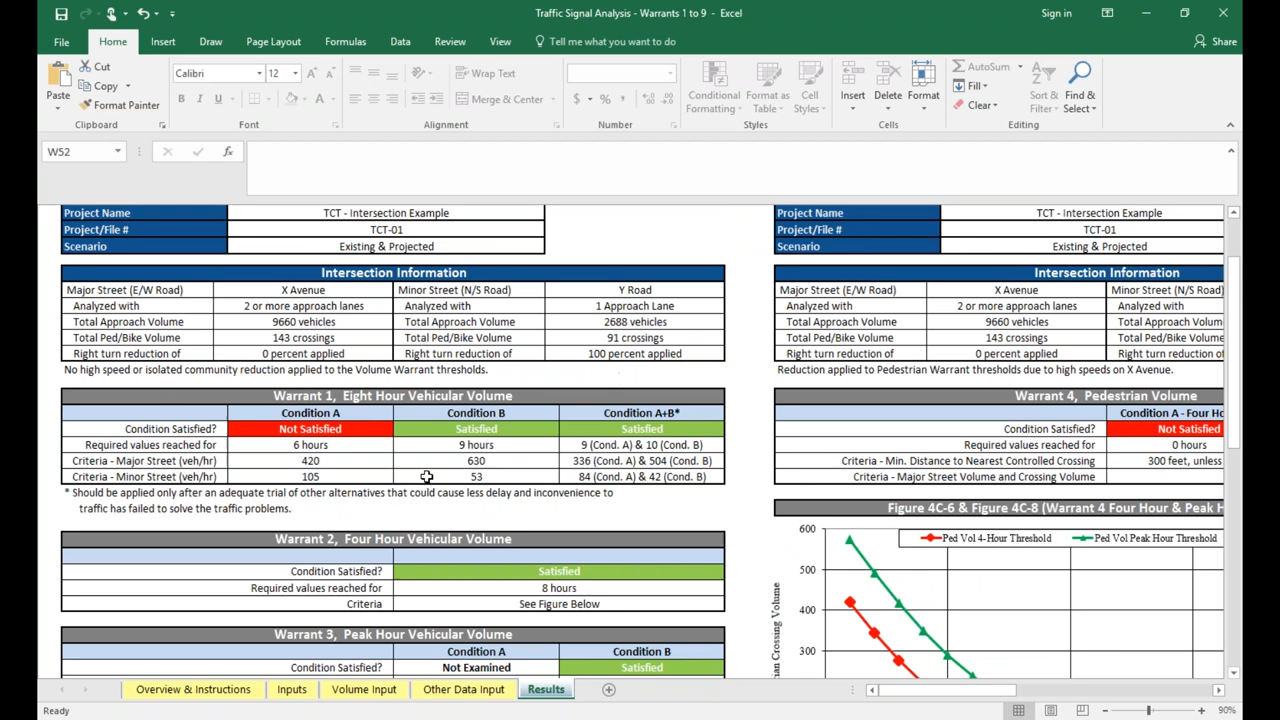 Traffic Signal Analysis - Warrants 1 to 9 - Excel
Sign in
File Home Insert Draw Page Layout Formulas Data Review View Tell me what you want to do Share
Paste
Cut
Copy
Format Painter
Clipboard
Calibri 12
B I U
Font
Wrap Text
Merge & Center
Alignment
$ % ,
Number
Conditional Formatting
Format as Table
Cell Styles
Styles
Insert Delete Format
Cells
AutoSum
Fill
Clear
Sort & Filter
Find & Select
Editing
W52 fx
Project Name TCT - Intersection Example
Project/File # TCT-01
Scenario Existing & Projected
Intersection Information
Major Street (E/W Road) X Avenue Minor Street (N/S Road) Y Road
Analyzed with 2 or more approach lanes Analyzed with 1 Approach Lane
Total Approach Volume 9660 vehicles Total Approach Volume 2688 vehicles
Total Ped/Bike Volume 143 crossings Total Ped/Bike Volume 91 crossings
Right turn reduction of 0 percent applied Right turn reduction of 100 percent applied
No high speed or isolated community reduction applied to the Volume Warrant thresholds.
Warrant 1, Eight Hour Vehicular Volume
Condition A Condition B Condition A+B*
Condition Satisfied? Not Satisfied Satisfied Satisfied
Required values reached for 6 hours 9 hours 9 (Cond. A) & 10 (Cond. B)
Criteria - Major Street (veh/hr) 420 630 336 (Cond. A) & 504 (Cond. B)
Criteria - Minor Street (veh/hr) 105 53 84 (Cond. A) & 42 (Cond. B)
* Should be applied only after an adequate trial of other alternatives that could cause less delay and inconvenience to
traffic has failed to solve the traffic problems.
Warrant 2, Four Hour Vehicular Volume
Condition Satisfied? Satisfied
Required values reached for 8 hours
Criteria See Figure Below
Warrant 3, Peak Hour Vehicular Volume
Condition A Condition B
Condition Satisfied? Not Examined Satisfied
Project Name TCT - Intersection Example
Project/File # TCT-01
Scenario Existing & Projected
Intersection Information
Major Street (E/W Road) X Avenue Minor Street (N/S Road)
Analyzed with 2 or more approach lanes Analyzed with
Total Approach Volume 9660 vehicles Total Approach Volume
Total Ped/Bike Volume 143 crossings Total Ped/Bike Volume
Right turn reduction of 0 percent applied Right turn reduction of
Reduction applied to Pedestrian Warrant thresholds due to high speeds on X Avenue.
Warrant 4, Pedestrian Volume
Condition A - Four Ho
Condition Satisfied? Not Satisfied
Required values reached for 0 hours
Criteria - Min. Distance to Nearest Controlled Crossing 300 feet, unless
Criteria - Major Street Volume and Crossing Volume
Figure 4C-6 & Figure 4C-8 (Warrant 4 Four Hour & Peak H
Ped Vol 4-Hour Threshold Ped Vol Peak Hour Threshold
600
500
400
300
Overview & Instructions Inputs Volume Input Other Data Input Results
Ready 90%